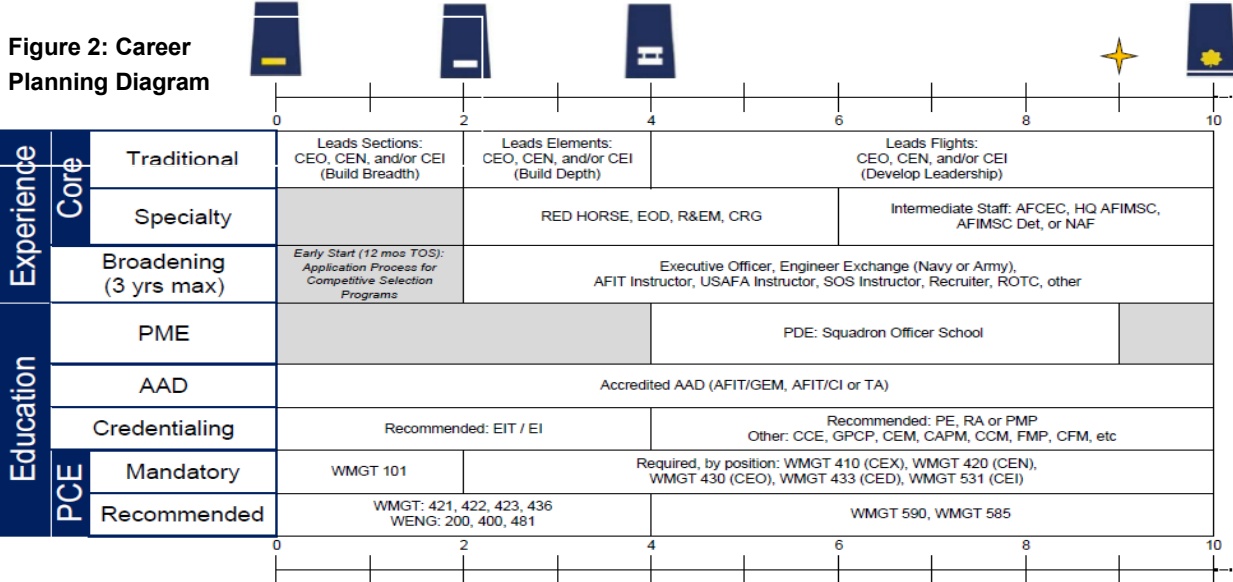 Figure 2: Career
Planning Diagram
0 2 4 6 8 10
Experience
Core
Traditional
Leads Sections:
CEO, CEN, and/or CEI
(Build Breadth)
Leads Elements:
CEO, CEN, and/or CEI
(Build Depth)
Leads Flights:
CEO, CEN, and/or CEI
(Develop Leadership)
Specialty
RED HORSE, EOD, R&EM, CRG
Intermediate Staff: AFCEC, HQ AFIMSC,
AFIMSC Det, or NAF
Broadening
(3 yrs max)
Early Start (12 mos TOS):
Application Process for
Competitive Selection
Programs
Executive Officer, Engineer Exchange (Navy or Army),
AFIT Instructor, USAFA Instructor, SOS Instructor, Recruiter, ROTC, other
Education
PME
PDE: Squadron Officer School
AAD
Accredited AAD (AFIT/GEM, AFIT/CI or TA)
Credentialing
Recommended: EIT / EI
Recommended: PE, RA or PMP
Other: CCE, GPCP, CEM, CAPM, CCM, FMP, CFM, etc
PCE
Mandatory
WMGT 101
Required, by position: WMGT 410 (CEX), WMGT 420 (CEN),
WMGT 430 (CEO), WMGT 433 (CED), WMGT 531 (CEI)
Recommended
WMGT: 421, 422, 423, 436
WENG: 200, 400, 481
WMGT 590, WMGT 585
0 2 4 6 8 10